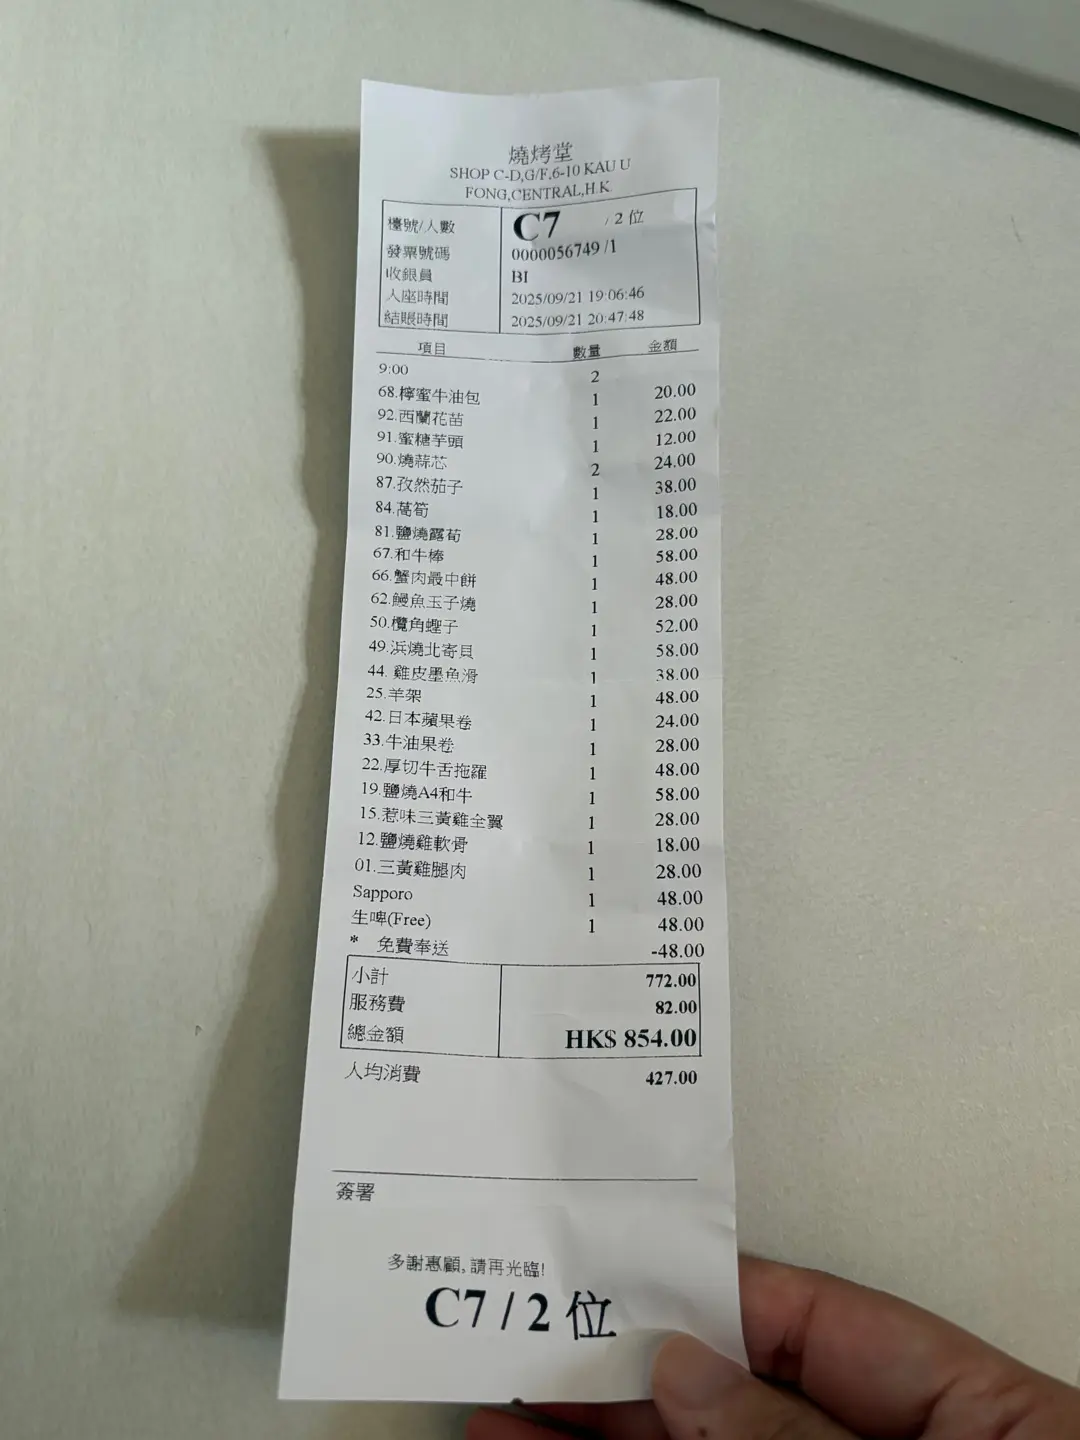 燒烤堂
SHOP C-D,G/F,6-10 KAU U
FONG,CENTRAL,H.K.
檯號/人數 C7 / 2 位
發票號碼 0000056749 /1
收銀員 BI
入座時間 2025/09/21 19:06:46
結賬時間 2025/09/21 20:47:48
項目 數量 金額
9:00 2
68.檸蜜牛油包 1 20.00
92.西蘭花苗 1 22.00
91.蜜糖芋頭 1 12.00
90.燒蒜芯 2 24.00
87.孜然茄子 1 38.00
84.萵筍 1 18.00
81.鹽燒露荀 1 28.00
67.和牛棒 1 58.00
66.蟹肉最中餅 1 48.00
62.鰻魚玉子燒 1 28.00
50.欖角蟶子 1 52.00
49.浜燒北寄貝 1 58.00
44. 雞皮墨魚滑 1 38.00
25.羊架 1 48.00
42.日本蘋果卷 1 24.00
33.牛油果卷 1 28.00
22.厚切牛舌拖羅 1 48.00
19.鹽燒A4和牛 1 58.00
15.惹味三黃雞全翼 1 28.00
12.鹽燒雞軟骨 1 18.00
01.三黃雞腿肉 1 28.00
Sapporo 1 48.00
生啤(Free) 1 48.00
* 免費奉送 -48.00
小計 772.00
服務費 82.00
總金額 HK$ 854.00
人均消費 427.00
簽署
多謝惠顧, 請再光臨!
C7 / 2 位